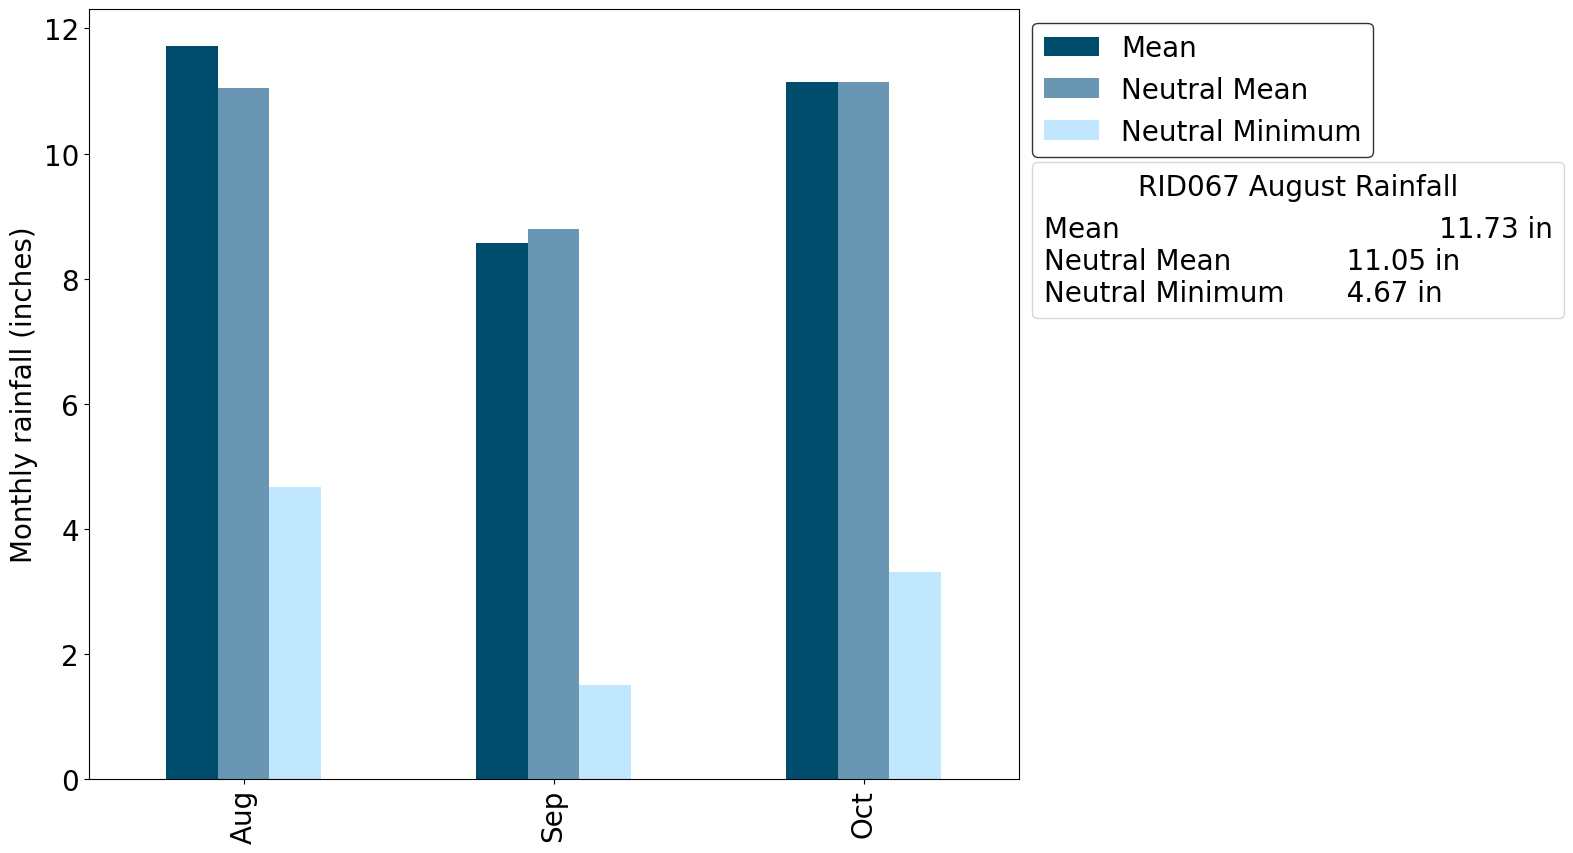 Monthly rainfall (inches)
12
10
8
6
4
2
0
Aug
Sep
Oct
Mean
Neutral Mean
Neutral Minimum
RID067 August Rainfall
Mean 11.73 in
Neutral Mean 11.05 in
Neutral Minimum 4.67 in